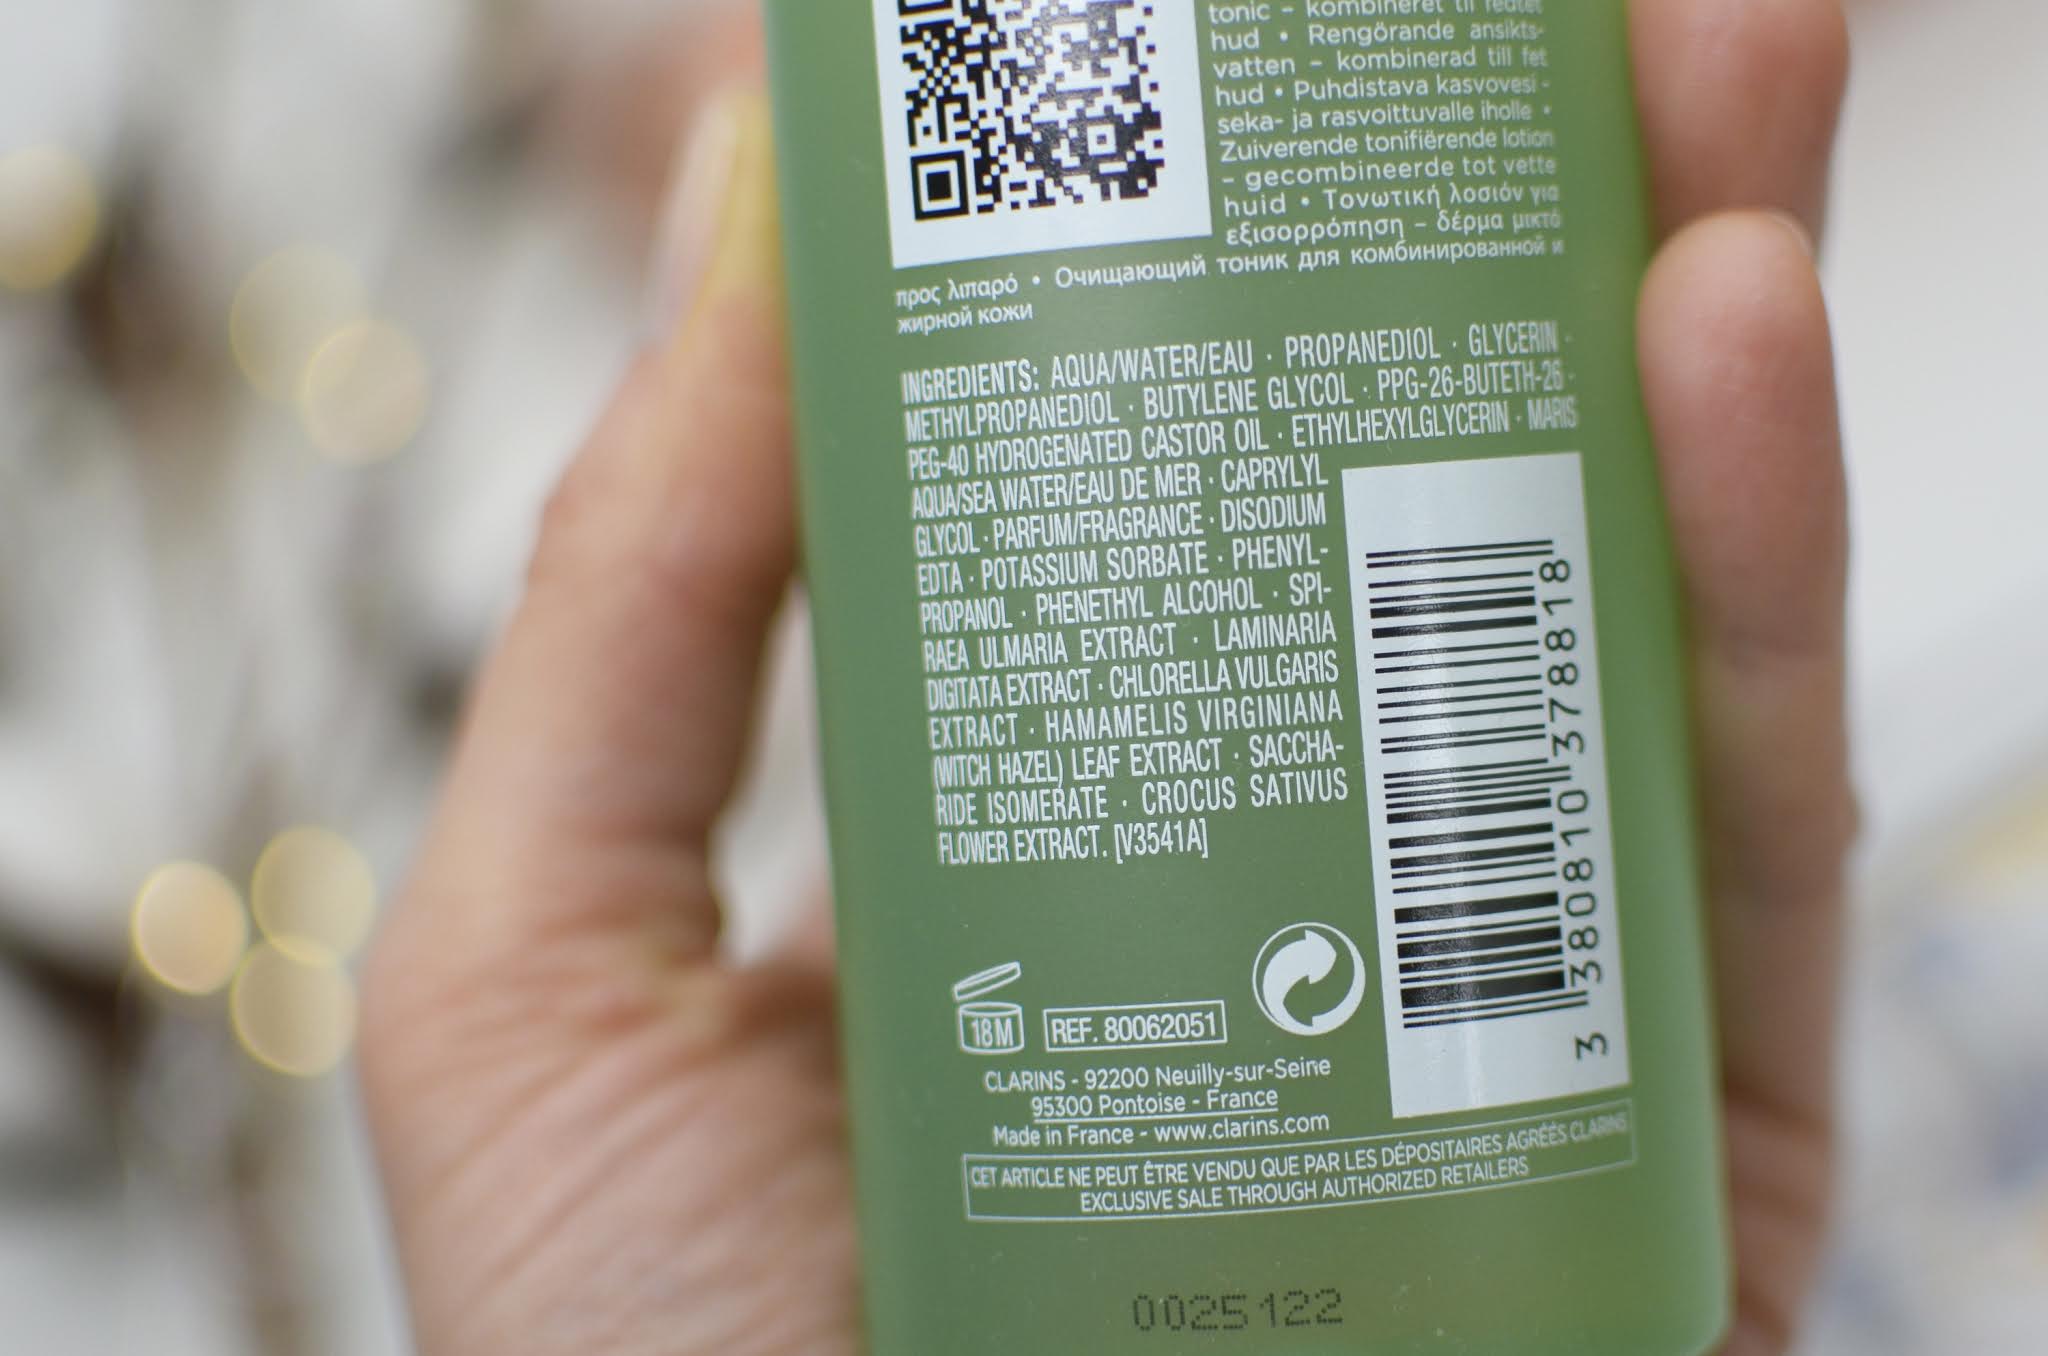 tonic – kombineret til fedtet
hud • Rengörande ansikts-
vatten – kombinerad till fet
hud • Puhdistava kasvovesi -
seka- ja rasvoittuvalle iholle •
Zuiverende tonifiërende lotion
– gecombineerde tot vette
huid • Τονωτική λοσιόν για
εξισορρόπηση – δέρμα μικτό
προς λιπαρό • Очищающий тоник для комбинированной и
жирной кожи
INGREDIENTS: AQUA/WATER/EAU · PROPANEDIOL · GLYCERIN ·
METHYLPROPANEDIOL · BUTYLENE GLYCOL · PPG-26-BUTETH-26 ·
PEG-40 HYDROGENATED CASTOR OIL · ETHYLHEXYLGLYCERIN · MARIS
AQUA/SEA WATER/EAU DE MER · CAPRYLYL
GLYCOL · PARFUM/FRAGRANCE · DISODIUM
EDTA · POTASSIUM SORBATE · PHENYL-
PROPANOL · PHENETHYL ALCOHOL · SPI-
RAEA ULMARIA EXTRACT · LAMINARIA
DIGITATA EXTRACT · CHLORELLA VULGARIS
EXTRACT · HAMAMELIS VIRGINIANA
(WITCH HAZEL) LEAF EXTRACT · SACCHA-
RIDE ISOMERATE · CROCUS SATIVUS
FLOWER EXTRACT. [V3541A]
3 380810 378818
18M
REF. 80062051
CLARINS - 92200 Neuilly-sur-Seine
95300 Pontoise - France
Made in France - www.clarins.com
CET ARTICLE NE PEUT ÊTRE VENDU QUE PAR LES DÉPOSITAIRES AGRÉÉS CLARINS
EXCLUSIVE SALE THROUGH AUTHORIZED RETAILERS
0025122